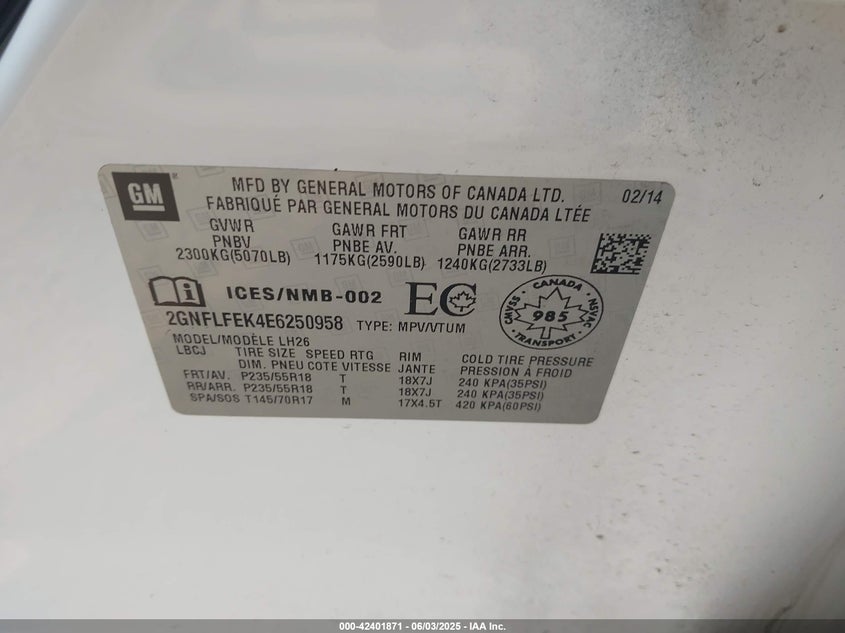 GM
MFD BY GENERAL MOTORS OF CANADA LTD. 02/14
FABRIQUÉ PAR GENERAL MOTORS DU CANADA LTÉE
GVWR GAWR FRT GAWR RR
PNBV PNBE AV. PNBE ARR.
2300KG(5070LB) 1175KG(2590LB) 1240KG(2733LB)
ICES/NMB-002 EC
CANADA
CMVSS 985 NSVAC
TRANSPORT
2GNFLFEK4E6250958 TYPE: MPV/VTUM
MODEL/MODÈLE LH26
LBCJ TIRE SIZE SPEED RTG RIM COLD TIRE PRESSURE
DIM. PNEU COTE VITESSE JANTE PRESSION À FROID
FRT/AV. P235/55R18 T 18X7J 240 KPA(35PSI)
RR/ARR. P235/55R18 T 18X7J 240 KPA(35PSI)
SPA/SOS T145/70R17 M 17X4.5T 420 KPA(60PSI)
000-42401871 - 06/03/2025 - IAA Inc.